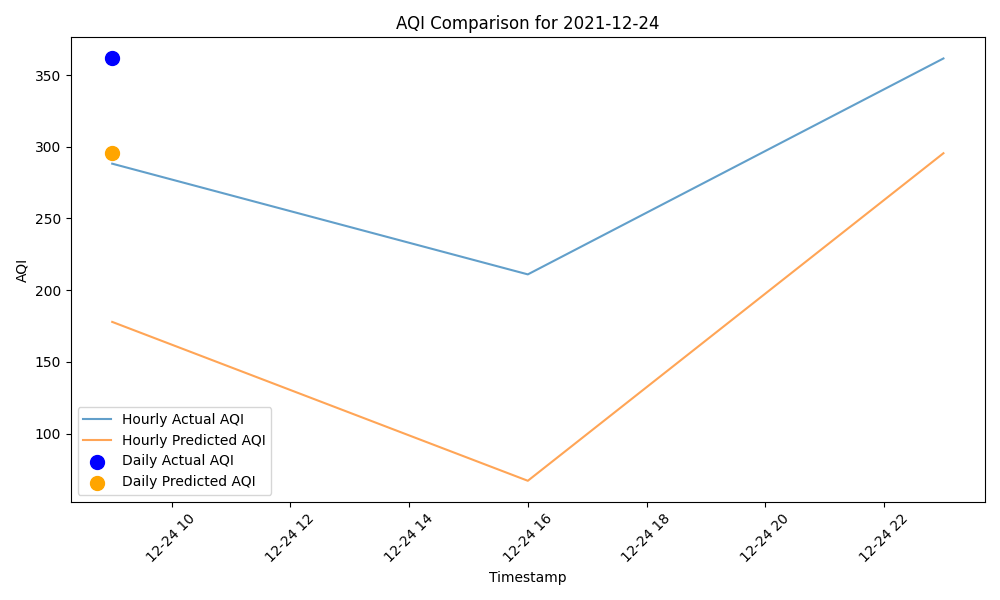 AQI Comparison for 2021-12-24
AQI
350
300
250
200
150
100
Hourly Actual AQI
Hourly Predicted AQI
Daily Actual AQI
Daily Predicted AQI
12-24 10
12-24 12
12-24 14
12-24 16
12-24 18
12-24 20
12-24 22
Timestamp